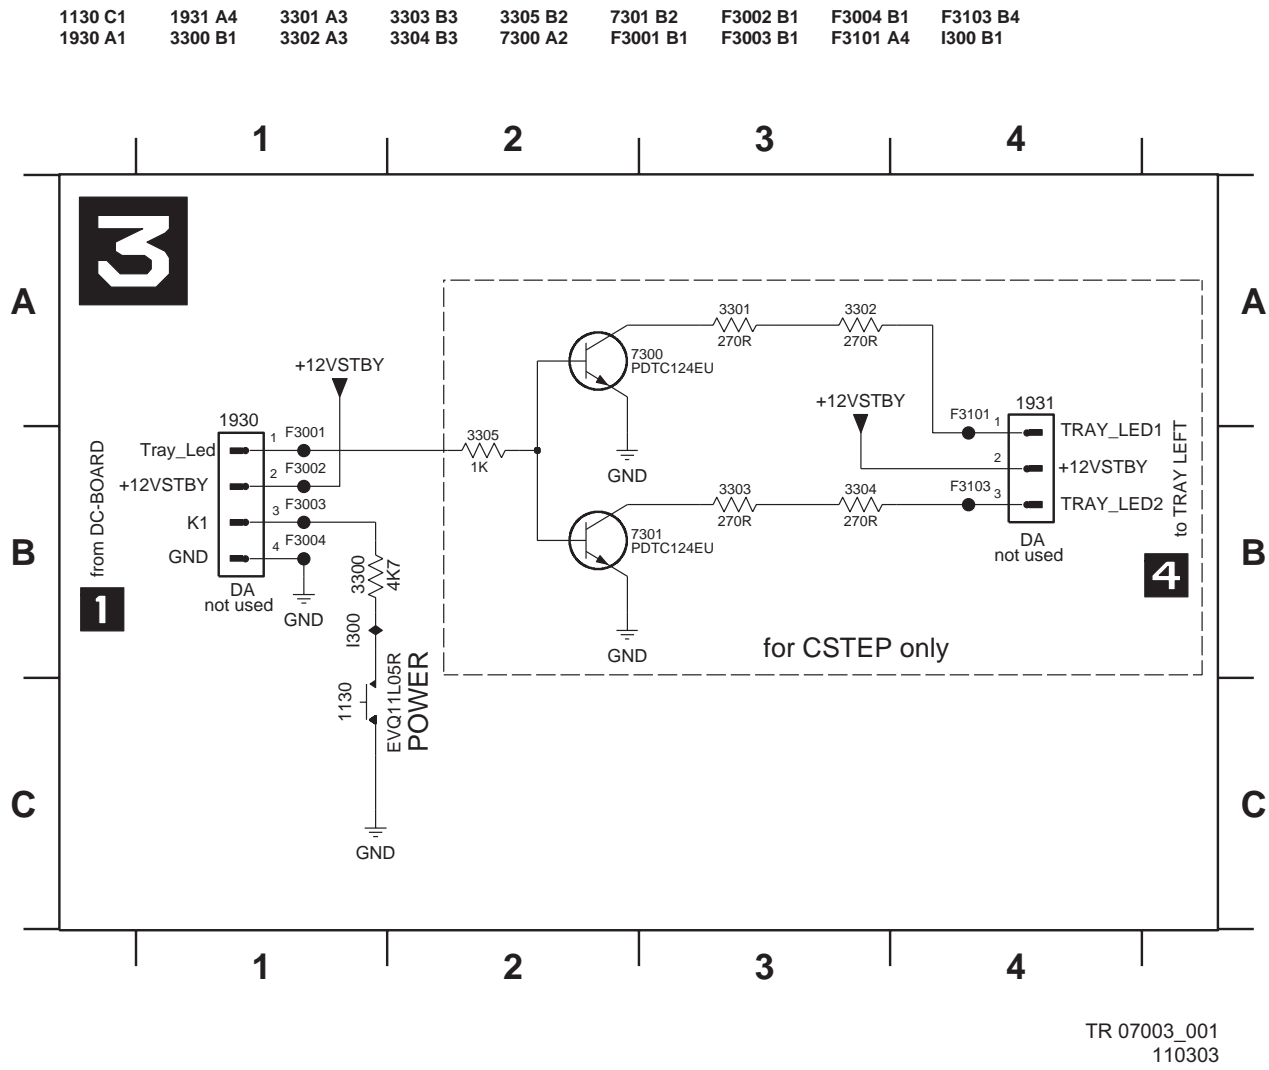 1130 C1 1931 A4 3301 A3 3303 B3 3305 B2 7301 B2 F3002 B1 F3004 B1 F3103 B4
1930 A1 3300 B1 3302 A3 3304 B3 7300 A2 F3001 B1 F3003 B1 F3101 A4 I300 B1
1 2 3 4
3
A A
3301 3302
270R 270R
7300
PDTC124EU
+12VSTBY
+12VSTBY
1930
1931
1 F3001
Tray_Led
3305
1K
F3101 1
TRAY_LED1
2 F3002
+12VSTBY
GND
2
+12VSTBY
3 F3003
K1
3303 3304
270R 270R
F3103 3
TRAY_LED2
4 F3004
GND
7301
PDTC124EU
from DC-BOARD
1
to TRAY LEFT
4
B B
DA
not used
DA
not used
GND
3300
4K7
I300
GND
for CSTEP only
1130
EVQ11L05R
POWER
C C
GND
1 2 3 4
TR 07003_001
110303